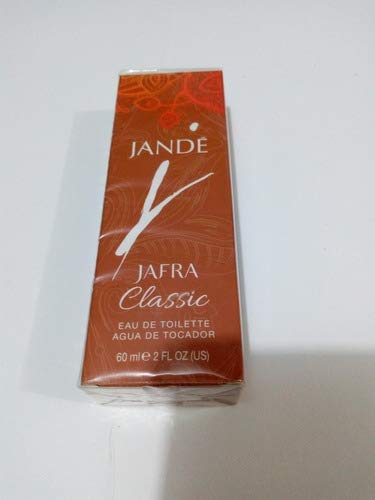 JANDÉ
JAFRA
Classic
EAU DE TOILETTE
AGUA DE TOCADOR
60 ml e 2 FL OZ (US)